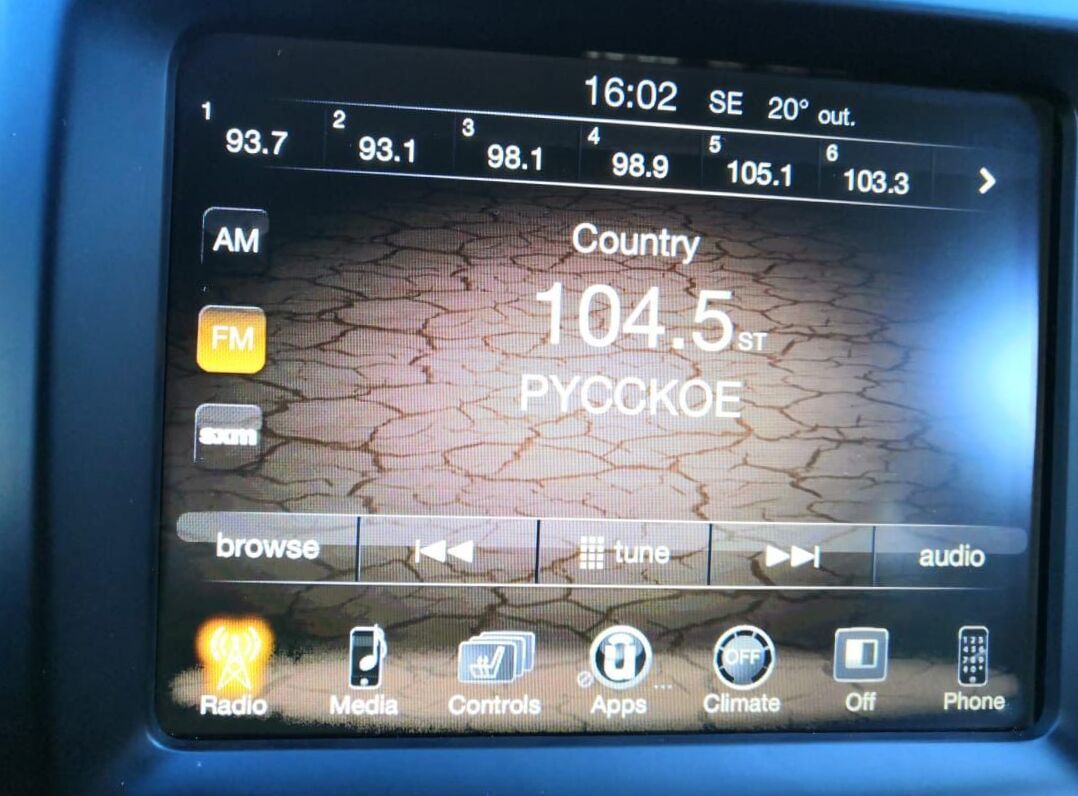 16:02 SE 20° out.
1 93.7 2 93.1 3 98.1 4 98.9 5 105.1 6 103.3
AM
Country
FM
104.5 ST
РУССКОЕ
sxm
browse tune audio
OFF
Radio Media Controls Apps Climate Off Phone